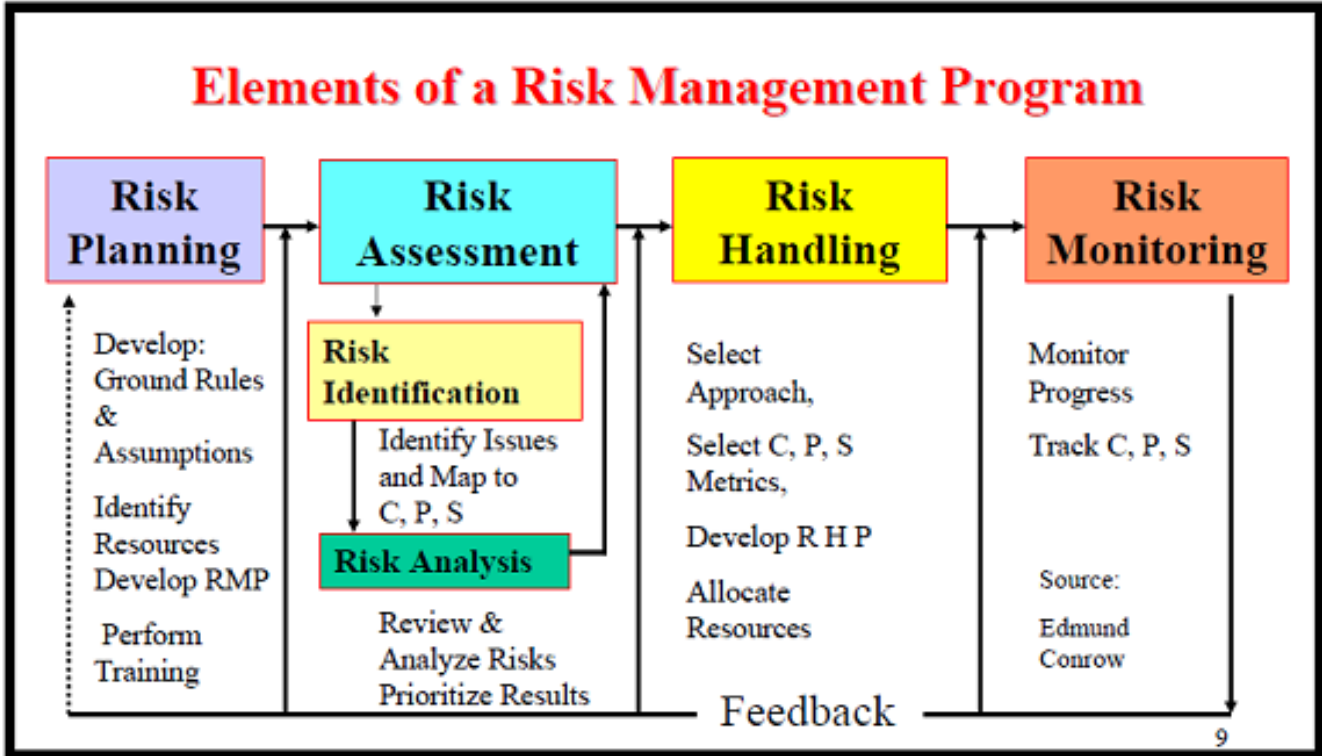 Elements of a Risk Management Program
Risk
Planning
Develop:
Ground Rules
&
Assumptions
Identify
Resources
Develop RMP
Perform
Training
Risk
Assessment
Risk
Identification
Identify Issues
and Map to
C, P, S
Risk Analysis
Review &
Analyze Risks
Prioritize Results
Risk
Handling
Select
Approach,
Select C, P, S
Metrics,
Develop R H P
Allocate
Resources
Risk
Monitoring
Monitor
Progress
Track C, P, S
Source:
Edmund
Conrow
Feedback
9